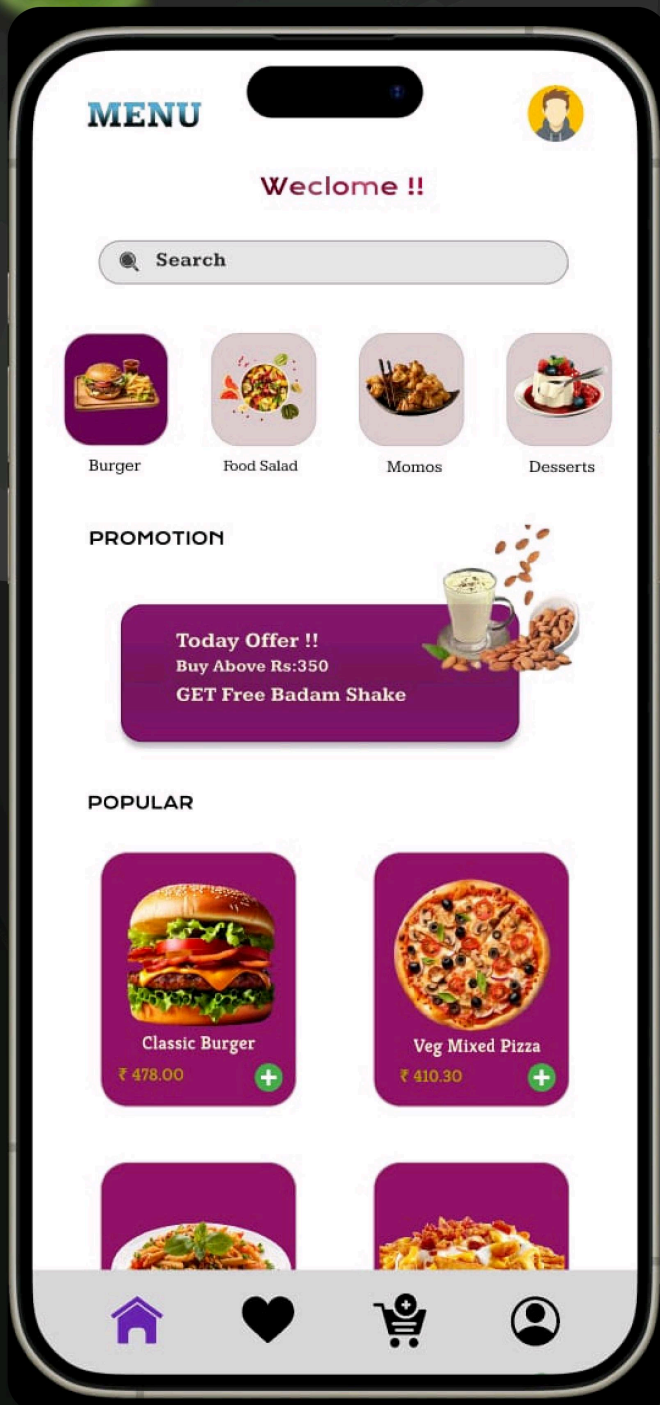 MENU
Weclome !!
Search
Burger
Food Salad
Momos
Desserts
PROMOTION
Today Offer !!
Buy Above Rs:350
GET Free Badam Shake
POPULAR
Classic Burger
₹ 478.00
Veg Mixed Pizza
₹ 410.30